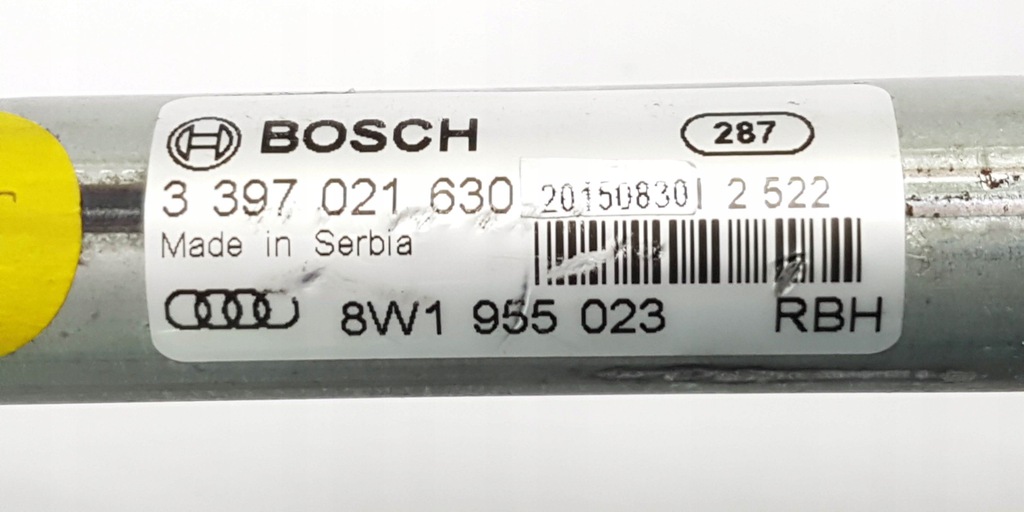 BOSCH 287
3 397 021 630 20150830 2 522
Made in Serbia
8W1 955 023 RBH